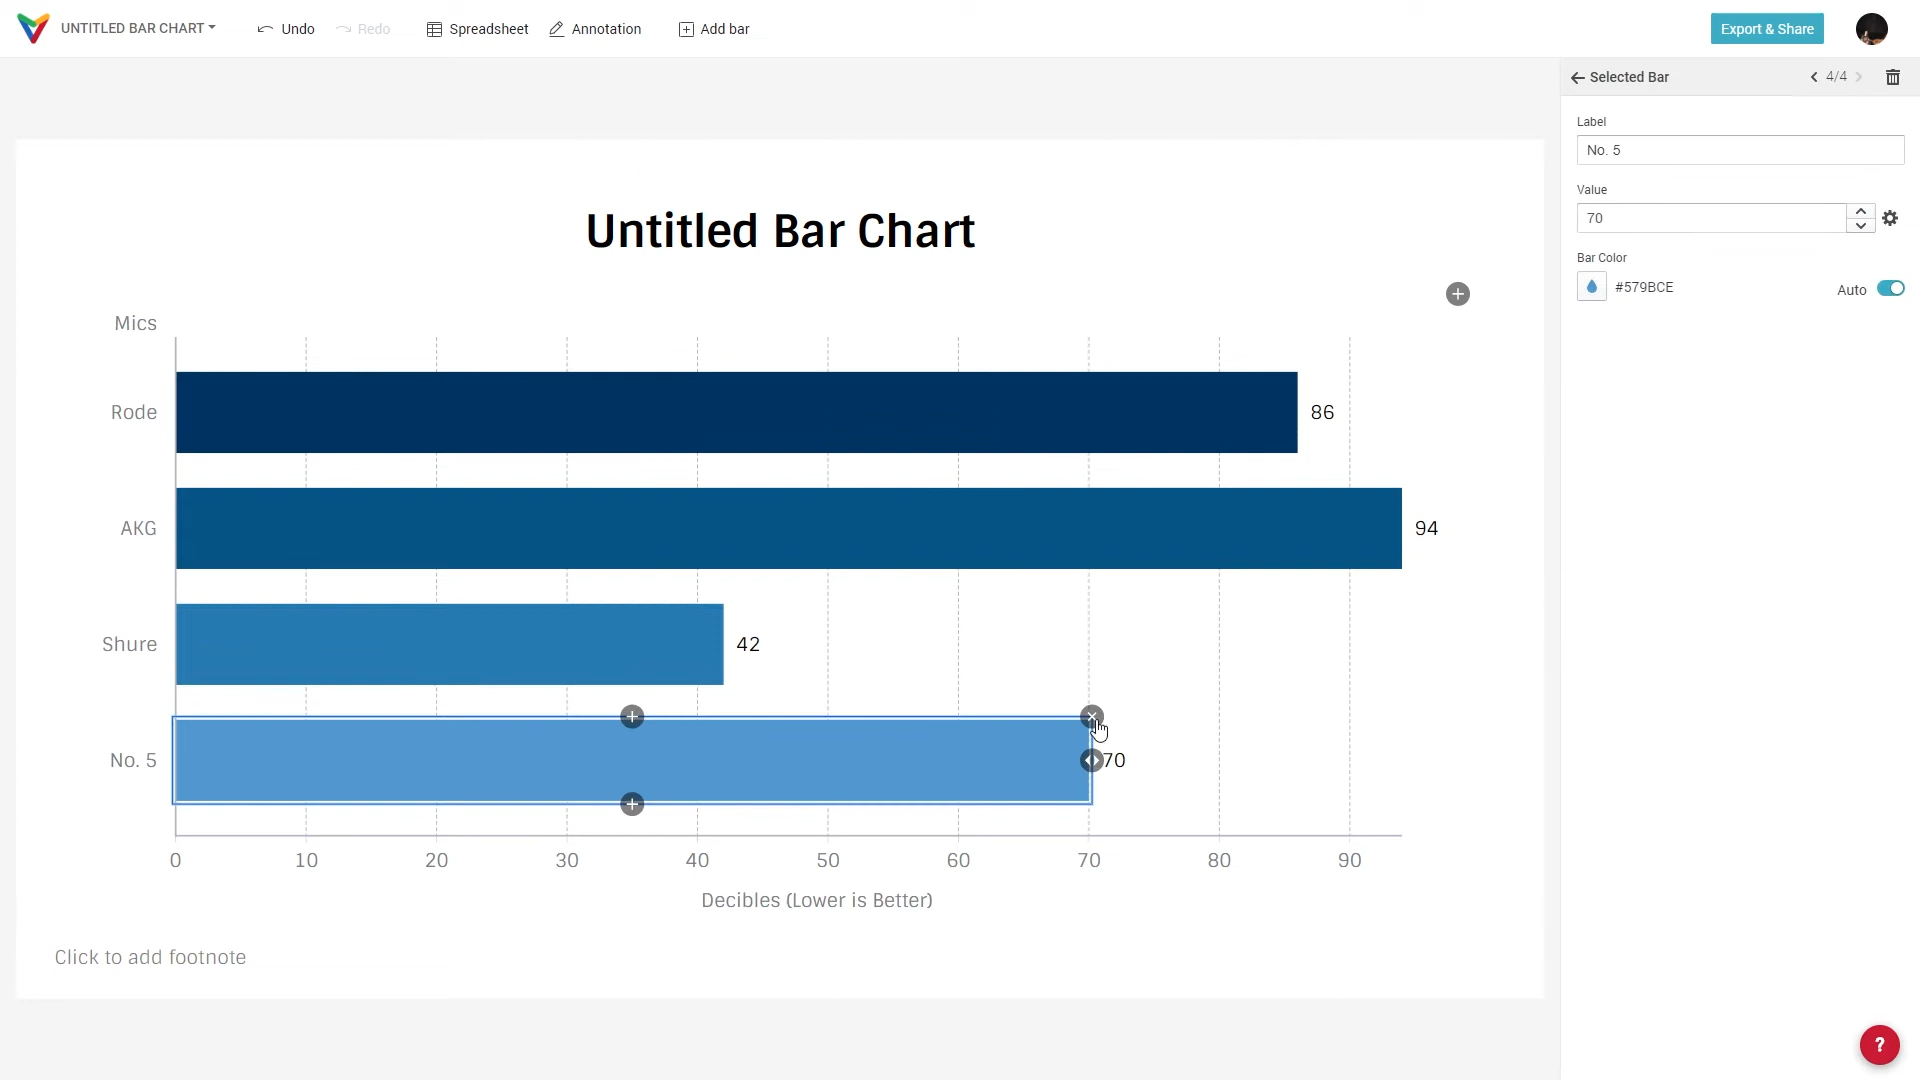 UNTITLED BAR CHART
Undo
Redo
Spreadsheet
Annotation
Add bar
Export & Share
Selected Bar
4/4
Label
No. 5
Value
70
Bar Color
#579BCE
Auto
Untitled Bar Chart
Mics
Rode
86
AKG
94
Shure
42
No. 5
70
0 10 20 30 40 50 60 70 80 90
Decibles (Lower is Better)
Click to add footnote
?